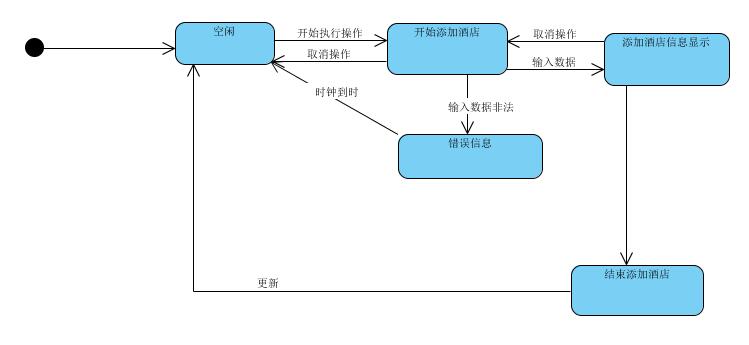 空闲
开始执行操作
开始添加酒店
取消操作
添加酒店信息显示
取消操作
输入数据
时钟到时
输入数据非法
错误信息
结束添加酒店
更新